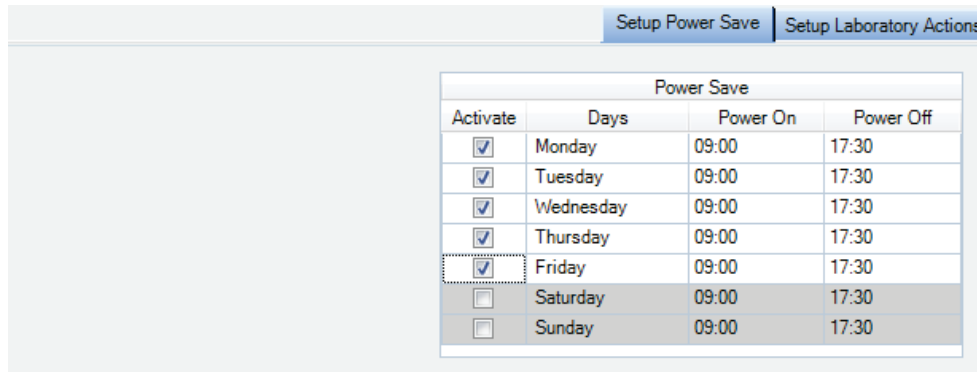 Setup Power Save Setup Laboratory Actions
Power Save
Activate Days Power On Power Off
Monday 09:00 17:30
Tuesday 09:00 17:30
Wednesday 09:00 17:30
Thursday 09:00 17:30
Friday 09:00 17:30
Saturday 09:00 17:30
Sunday 09:00 17:30